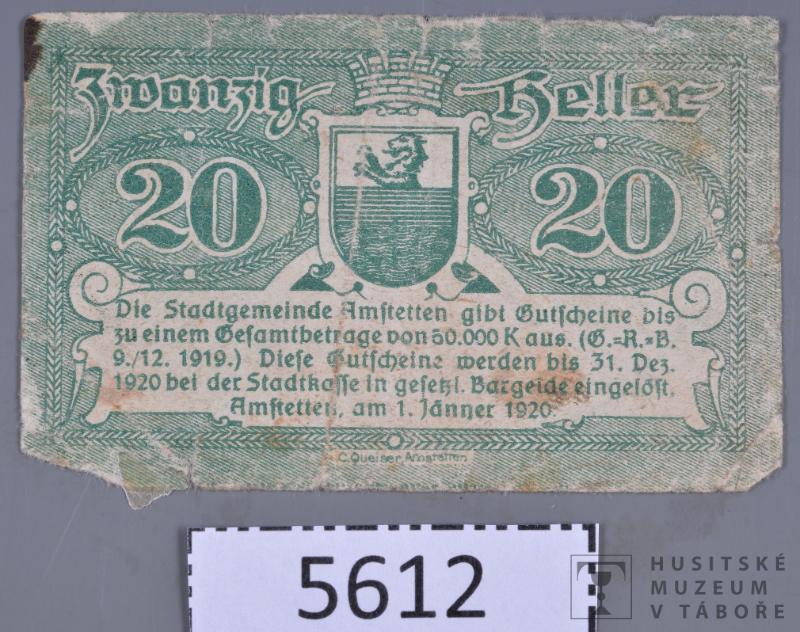 Zwanzig Heller
20 20
Die Stadtgemeinde Amstetten gibt Gutscheine bis
zu einem Gesamtbetrage von 50.000 K aus. (G.=R.=B.
9./12. 1919.) Diese Gutscheine werden bis 31. Dez.
1920 bei der Stadtkasse in gesetzl. Bargelde eingelöst.
Amstetten, am 1. Jänner 1920.
C. Queiser, Amstetten
5612
HUSITSKÉ
MUZEUM
V TÁBOŘE